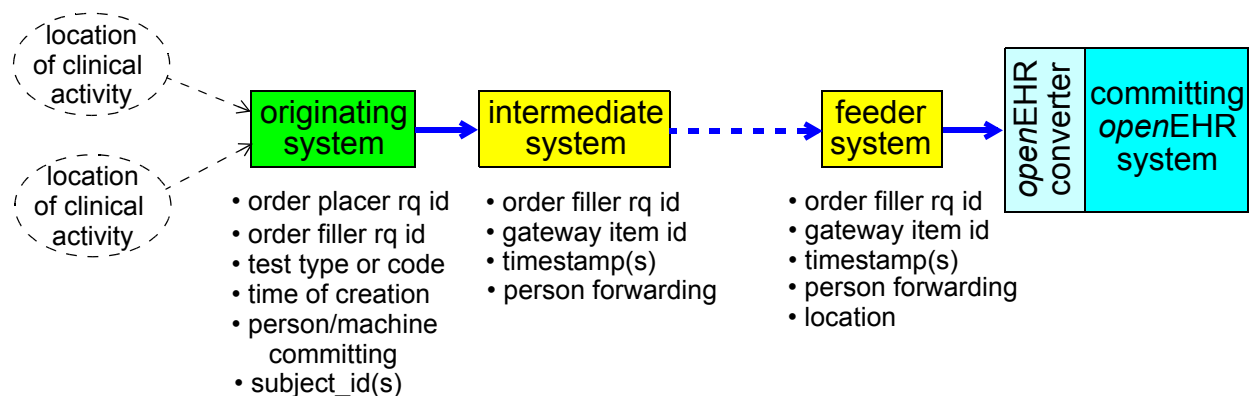 location
of clinical
activity
location
of clinical
activity
originating
system
• order placer rq id
• order filler rq id
• test type or code
• time of creation
• person/machine
committing
• subject_id(s)
intermediate
system
• order filler rq id
• gateway item id
• timestamp(s)
• person forwarding
feeder
system
• order filler rq id
• gateway item id
• timestamp(s)
• person forwarding
• location
openEHR
converter
committing
openEHR
system